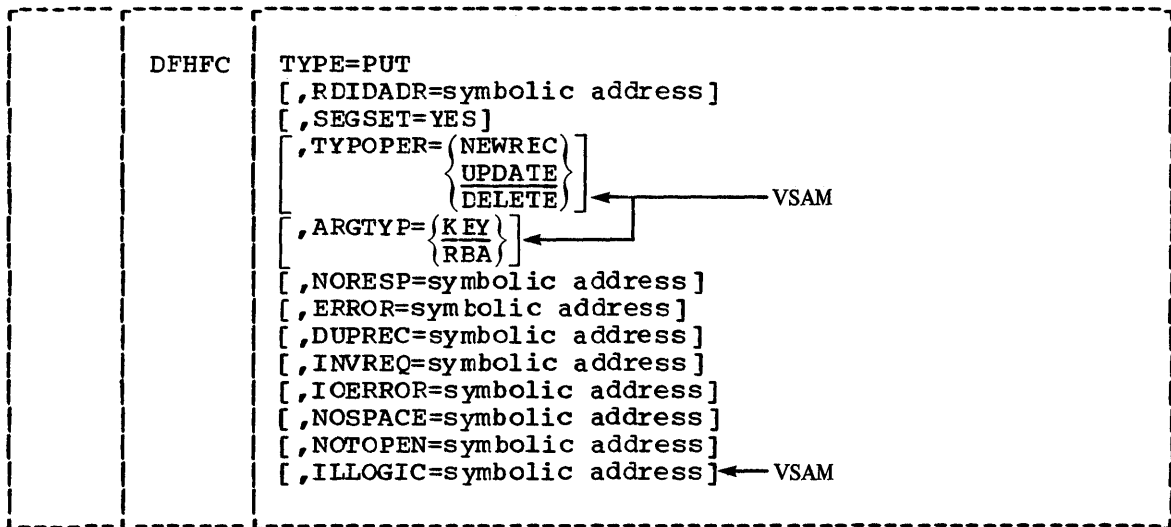 DFHFC TYPE=PUT
[,RDIDADR=symbolic address]
[,SEGSET=YES]
[,TYPOPER={NEWREC
UPDATE
DELETE}] VSAM
[,ARGTYP={KEY
RBA}]
[,NORESP=symbolic address]
[,ERROR=symbolic address]
[,DUPREC=symbolic address]
[,INVREQ=symbolic address]
[,IOERROR=symbolic address]
[,NOSPACE=symbolic address]
[,NOTOPEN=symbolic address]
[,ILLOGIC=symbolic address] VSAM